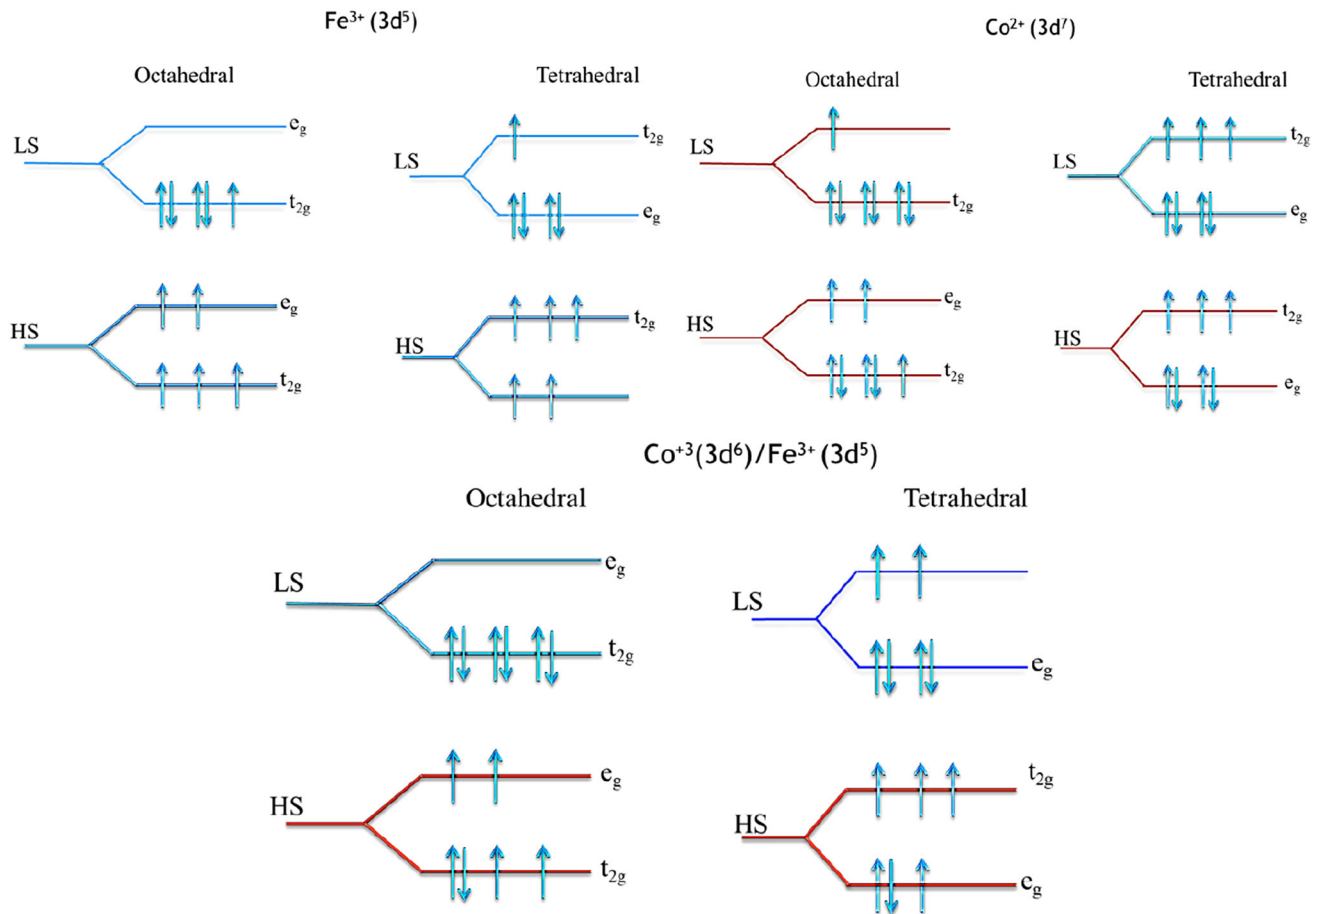 Fe³⁺ (3d⁵)
Octahedral
Tetrahedral
LS
e_g
t_2g
LS
t_2g
e_g
HS
e_g
t_2g
HS
t_2g
Co²⁺ (3d⁷)
Octahedral
Tetrahedral
LS
t_2g
LS
t_2g
e_g
HS
e_g
t_2g
HS
t_2g
e_g
Co⁺³(3d⁶)/Fe³⁺ (3d⁵)
Octahedral
Tetrahedral
LS
e_g
t_2g
LS
e_g
HS
e_g
t_2g
HS
t_2g
e_g